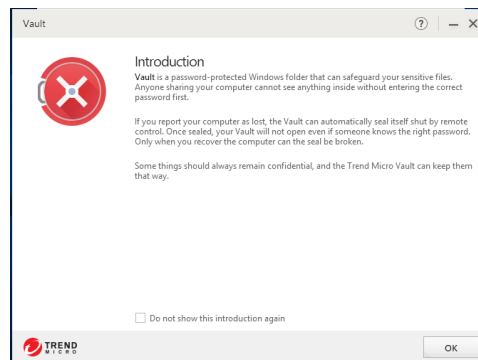 Vault
Introduction
Vault is a password-protected Windows folder that can safeguard your sensitive files.
Anyone sharing your computer cannot see anything inside without entering the correct
password first.
If you report your computer as lost, the Vault can automatically seal itself shut by remote
control. Once sealed, your Vault will not open even if someone knows the right password.
Only when you recover the computer can the seal be broken.
Some things should always remain confidential, and the Trend Micro Vault can keep them
that way.
Do not show this introduction again
TREND
MICRO
OK